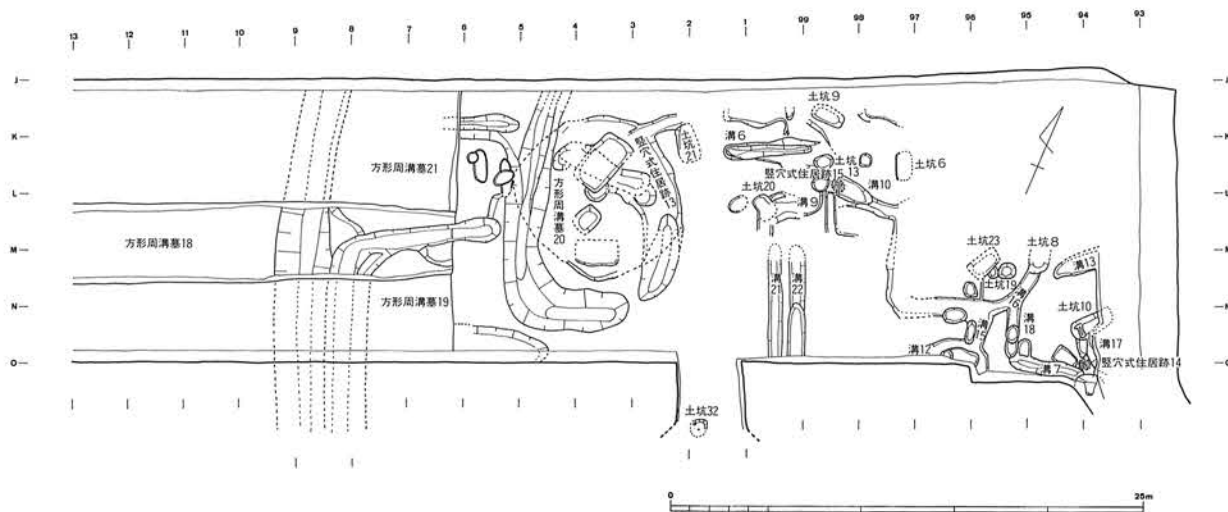 13 12 11 10 9 8 7 6 5 4 3 2 1 99 98 97 96 95 94 93
J J
土坑9
K 溝6 土坑21 K
方形周溝墓21 竪穴式住居跡13 土坑13 土坑6
竪穴式住居跡15
L 方形周溝墓20 土坑20 溝9 溝10 L
方形周溝墓18
M 土坑23 土坑8 M
溝13
溝21 溝22 土坑19
方形周溝墓19 溝16 土坑10
N N
溝15 溝18
溝12 溝17
O 竪穴式住居跡14 O
溝7
土坑32
0 25m